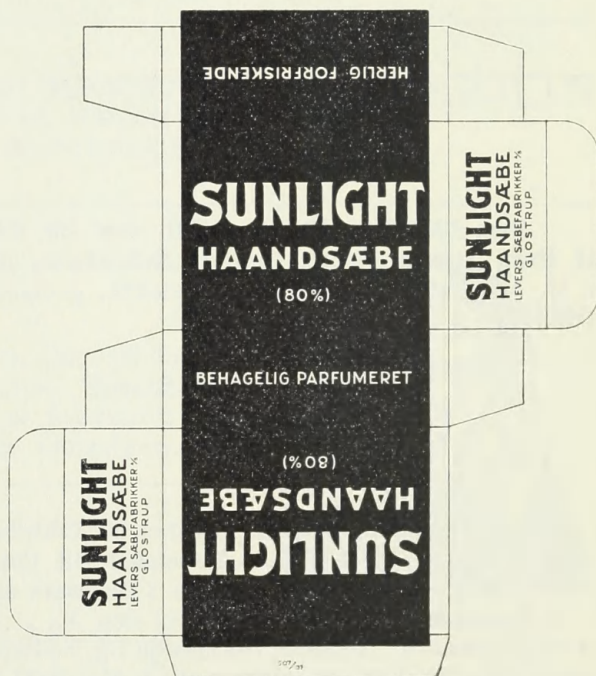 HERLIG FORFRISKENDE
SUNLIGHT
HAANDSÆBE
(80%)
BEHAGELIG PARFUMERET
SUNLIGHT
HAANDSÆBE
(80%)
SUNLIGHT
HAANDSÆBE
LEVERS SÆBEFABRIKKER A/S
GLOSTRUP
SUNLIGHT
HAANDSÆBE
LEVERS SÆBEFABRIKKER A/S
GLOSTRUP